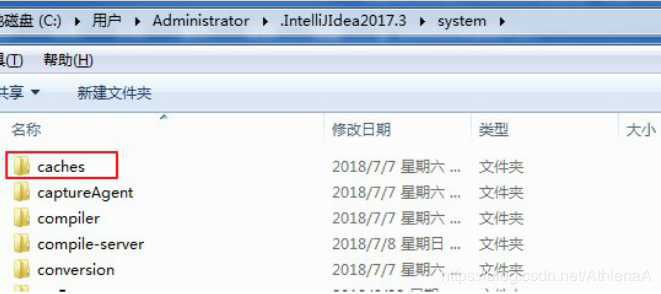 磁盘 (C:) ▸ 用户 ▸ Administrator ▸ .IntelliJIdea2017.3 ▸ system ▸
具(T) 帮助(H)
共享 ▼ 新建文件夹
名称 修改日期 类型 大小
caches 2018/7/7 星期六 ... 文件夹
captureAgent 2018/7/7 星期六 ... 文件夹
compiler 2018/7/7 星期六 ... 文件夹
compile-server 2018/7/8 星期日 ... 文件夹
conversion 2018/7/7 星期六 ... 文件夹
https://blog.csdn.net/AthlenaA